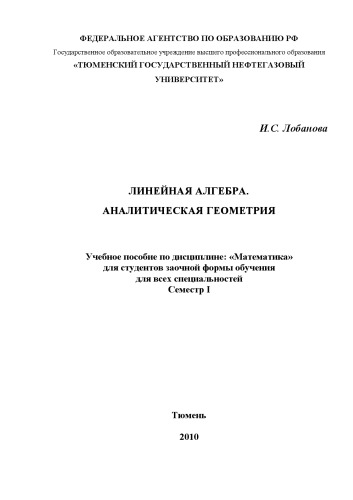 ФЕДЕРАЛЬНОЕ АГЕНТСТВО ПО ОБРАЗОВАНИЮ РФ
Государственное образовательное учреждение высшего профессионального образования
«ТЮМЕНСКИЙ ГОСУДАРСТВЕННЫЙ НЕФТЕГАЗОВЫЙ
УНИВЕРСИТЕТ»
И.С. Лобанова
ЛИНЕЙНАЯ АЛГЕБРА.
АНАЛИТИЧЕСКАЯ ГЕОМЕТРИЯ
Учебное пособие по дисциплине: «Математика»
для студентов заочной формы обучения
для всех специальностей
Семестр I
Тюмень
2010